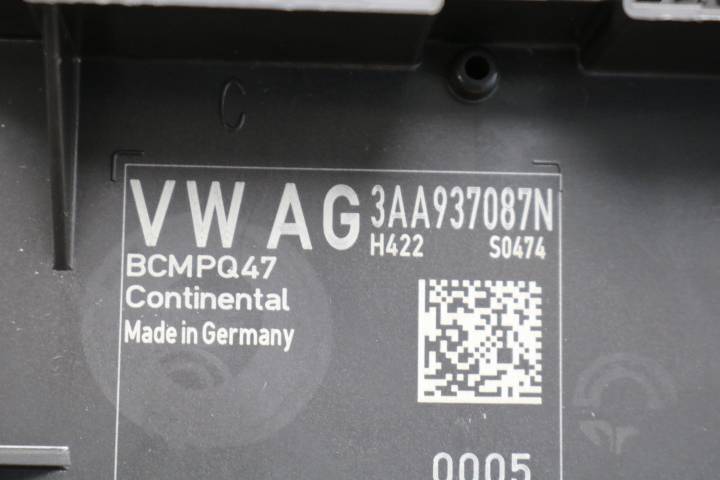 C
VW AG 3AA937087N
H422 S0474
BCMPQ47
Continental
Made in Germany
0005